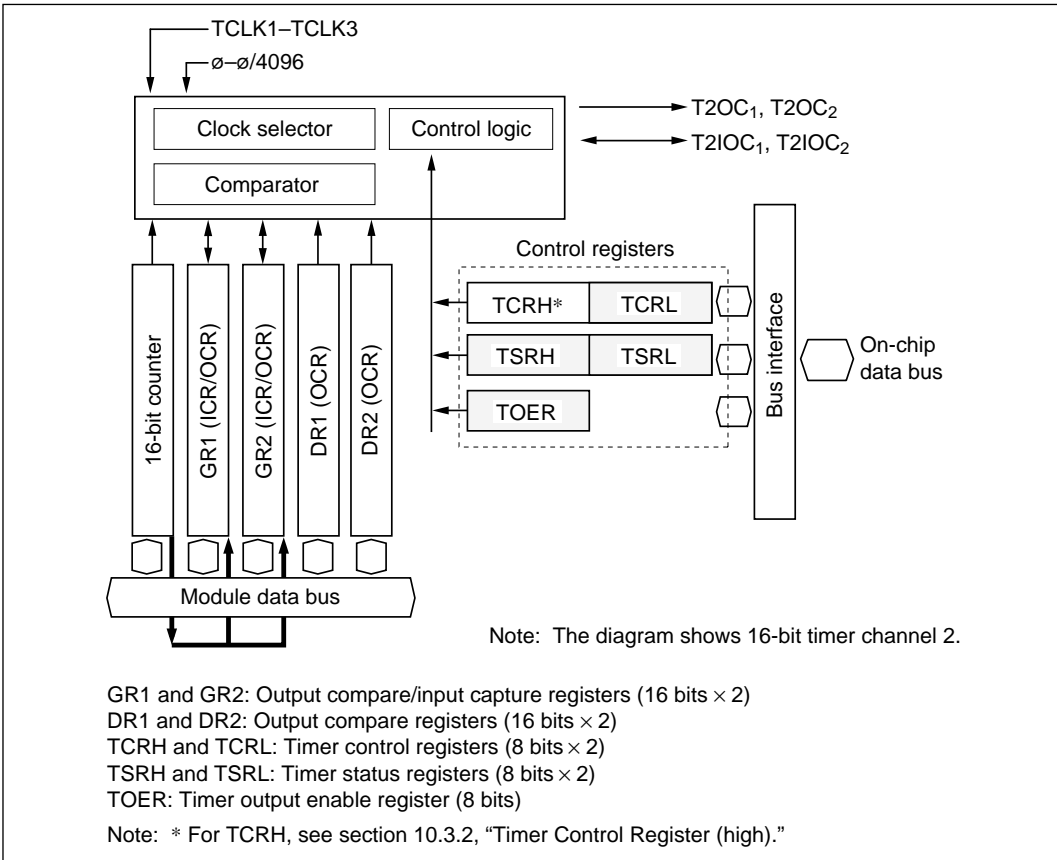 TCLK1–TCLK3
ø–ø/4096
Clock selector
Control logic
Comparator
T2OC₁, T2OC₂
T2IOC₁, T2IOC₂
16-bit counter
GR1 (ICR/OCR)
GR2 (ICR/OCR)
DR1 (OCR)
DR2 (OCR)
Control registers
TCRH*
TCRL
TSRH
TSRL
TOER
Bus interface
On-chip
data bus
Module data bus
Note: The diagram shows 16-bit timer channel 2.
GR1 and GR2: Output compare/input capture registers (16 bits × 2)
DR1 and DR2: Output compare registers (16 bits × 2)
TCRH and TCRL: Timer control registers (8 bits × 2)
TSRH and TSRL: Timer status registers (8 bits × 2)
TOER: Timer output enable register (8 bits)
Note: * For TCRH, see section 10.3.2, “Timer Control Register (high).”